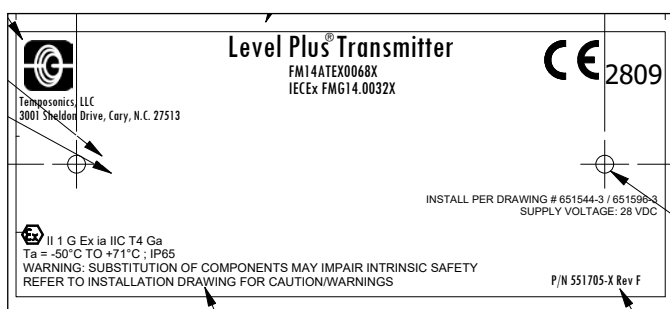 Level Plus® Transmitter
FM14ATEX0068X
IECEx FMG14.0032X
CE 2809
Temposonics, LLC
3001 Sheldon Drive, Cary, N.C. 27513
INSTALL PER DRAWING # 651544-3 / 651596-3
SUPPLY VOLTAGE: 28 VDC
Ex II 1 G Ex ia IIC T4 Ga
Ta = -50°C TO +71°C ; IP65
WARNING: SUBSTITUTION OF COMPONENTS MAY IMPAIR INTRINSIC SAFETY
REFER TO INSTALLATION DRAWING FOR CAUTION/WARNINGS
P/N 551705-X Rev F